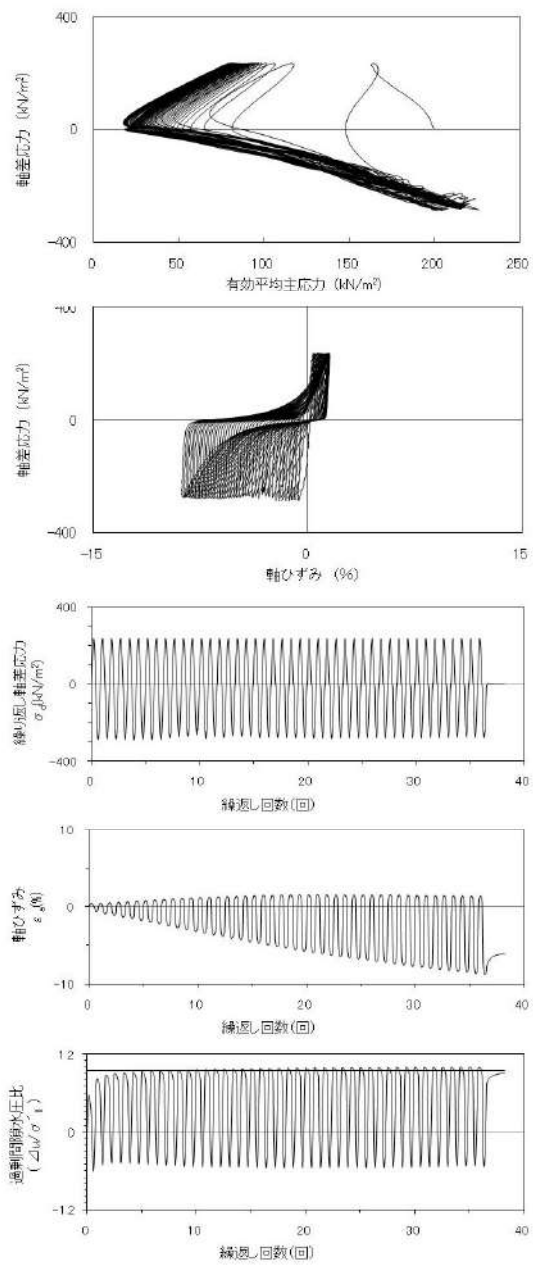 400
0
-400
軸差応力 (kN/m²)
0 50 100 150 200 250
有効平均主応力 (kN/m²)
400
0
-400
軸差応力 (kN/m²)
-15 0 15
軸ひずみ (%)
400
0
-400
繰り返し軸差応力
σd(kN/m²)
0 10 20 30 40
繰返し回数(回)
10
0
-10
軸ひずみ
εa(%)
0 10 20 30 40
繰返し回数(回)
1.2
0
-1.2
過剰間隙水圧比
0 10 20 30 40
繰返し回数(回)